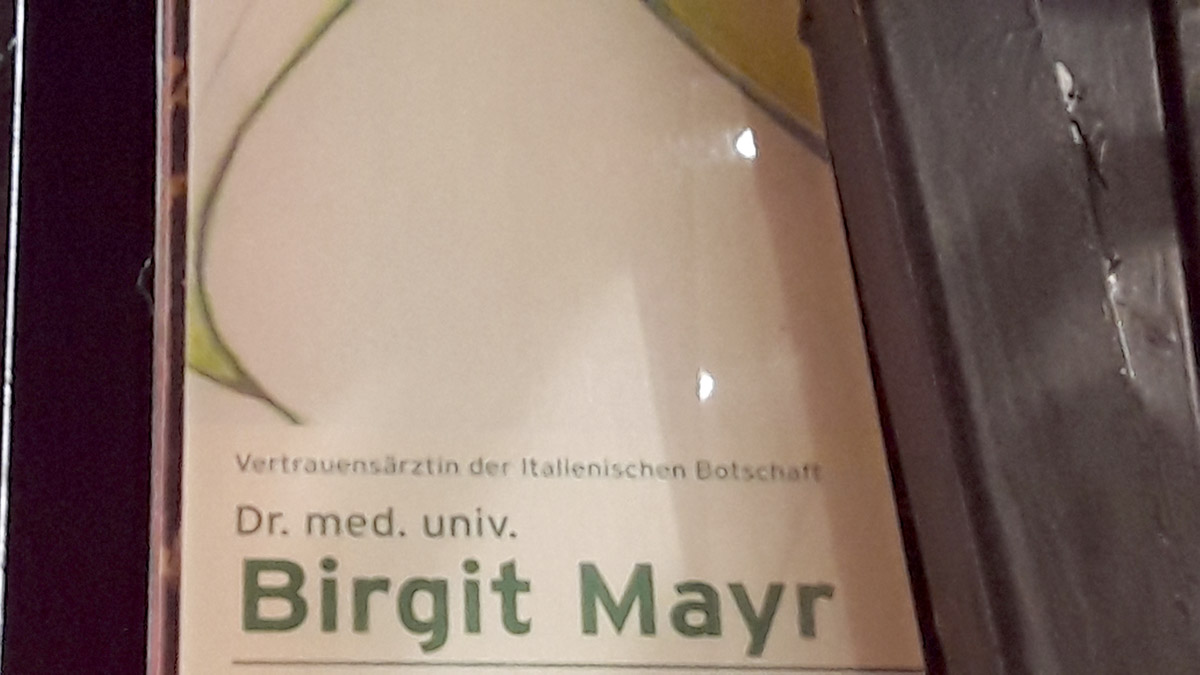 Vertrauensärztin der Italienischen Botschaft
Dr. med. univ.
Birgit Mayr